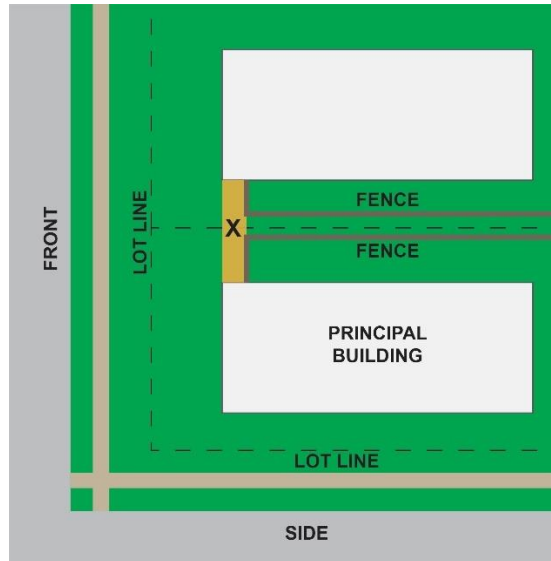 FENCE
FRONT
LOT LINE
X
FENCE
PRINCIPAL
BUILDING
LOT LINE
SIDE